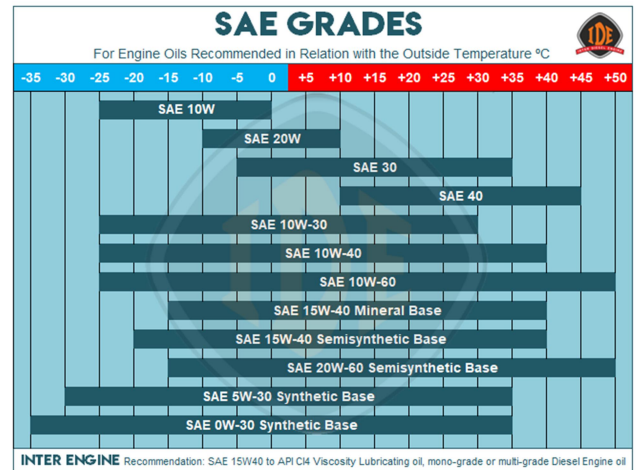 SAE GRADES
IDE
For Engine Oils Recommended in Relation with the Outside Temperature ºC
-35 -30 -25 -20 -15 -10 -5 0 +5 +10 +15 +20 +25 +30 +35 +40 +45 +50
SAE 10W
SAE 20W
SAE 30
SAE 40
SAE 10W-30
SAE 10W-40
SAE 10W-60
SAE 15W-40 Mineral Base
SAE 15W-40 Semisynthetic Base
SAE 20W-60 Semisynthetic Base
SAE 5W-30 Synthetic Base
SAE 0W-30 Synthetic Base
INTER ENGINE Recommendation: SAE 15W40 to API CI4 Viscosity Lubricating oil, mono-grade or multi-grade Diesel Engine oil